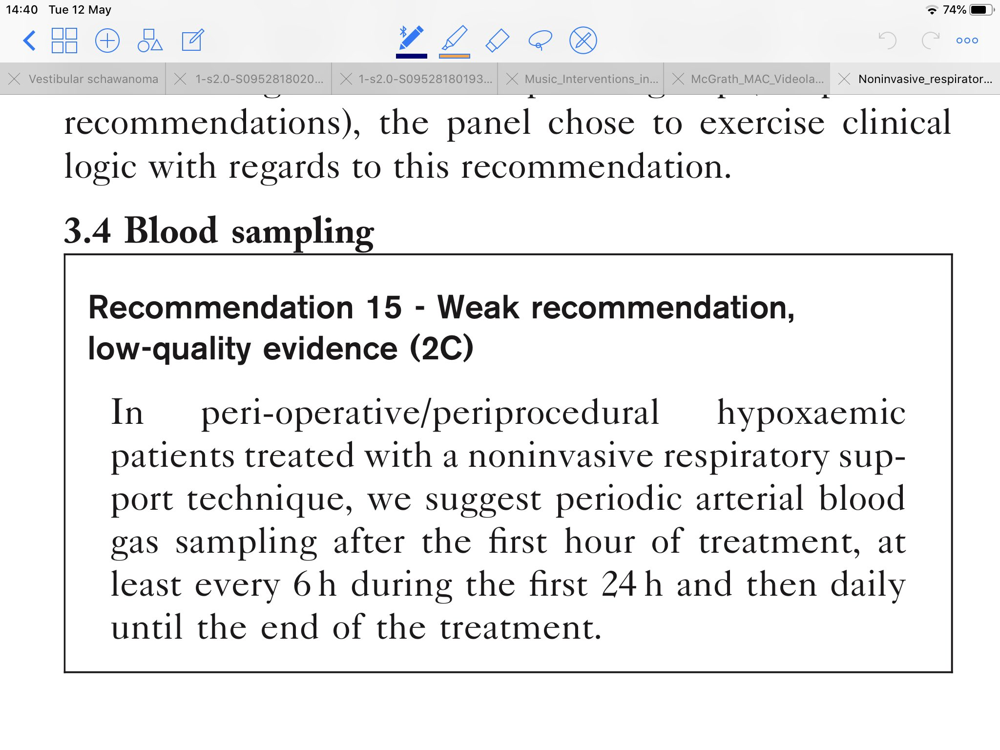 14:40 Tue 12 May
74%
Vestibular schawanoma
1-s2.0-S0952818020...
1-s2.0-S09528180193...
Music_Interventions_in...
McGrath_MAC_Videola...
Noninvasive_respirator...
recommendations), the panel chose to exercise clinical
logic with regards to this recommendation.
3.4 Blood sampling
Recommendation 15 - Weak recommendation,
low-quality evidence (2C)
In peri-operative/periprocedural hypoxaemic
patients treated with a noninvasive respiratory sup-
port technique, we suggest periodic arterial blood
gas sampling after the first hour of treatment, at
least every 6 h during the first 24 h and then daily
until the end of the treatment.